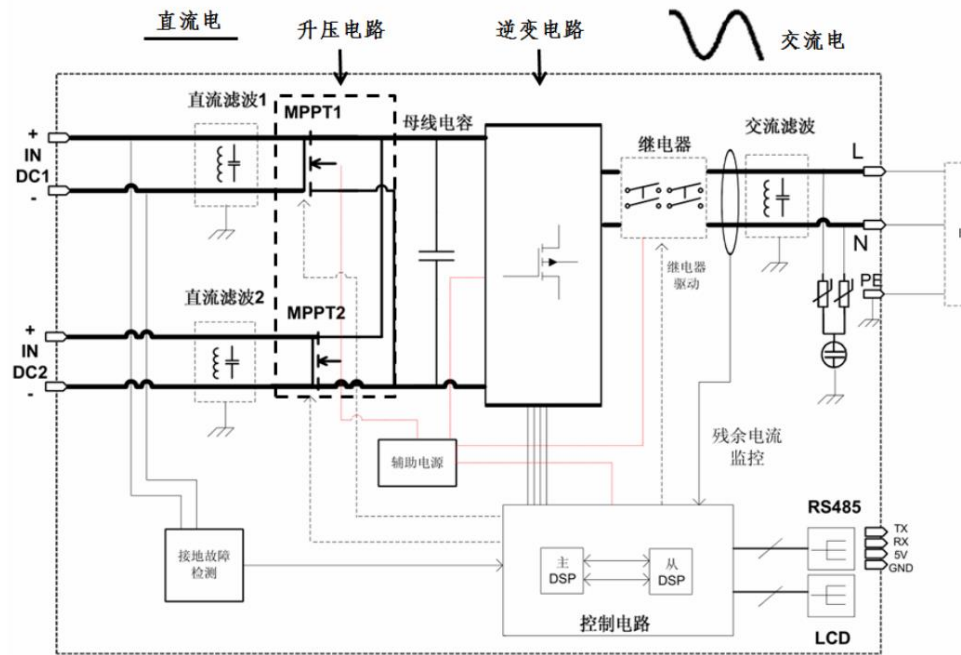 直流电
升压电路
逆变电路
交流电
直流滤波1
MPPT1
母线电容
继电器
交流滤波
+
IN
DC1
-
L
N
PE
继电器
驱动
直流滤波2
MPPT2
+
IN
DC2
-
辅助电源
残余电流
监控
接地故障
检测
主
DSP
从
DSP
控制电路
RS485
TX
RX
5V
GND
LCD